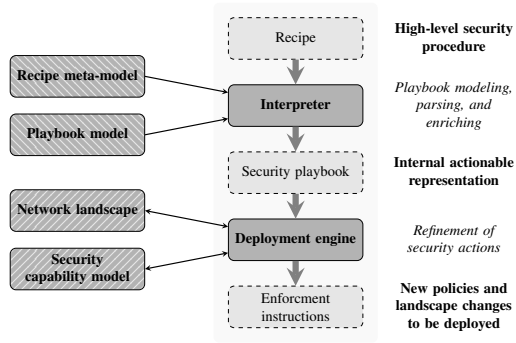 Recipe
High-level security
procedure
Recipe meta-model
Interpreter
Playbook modeling,
parsing, and
enriching
Playbook model
Security playbook
Internal actionable
representation
Network landscape
Deployment engine
Refinement of
security actions
Security
capability model
Enforcment
instructions
New policies and
landscape changes
to be deployed